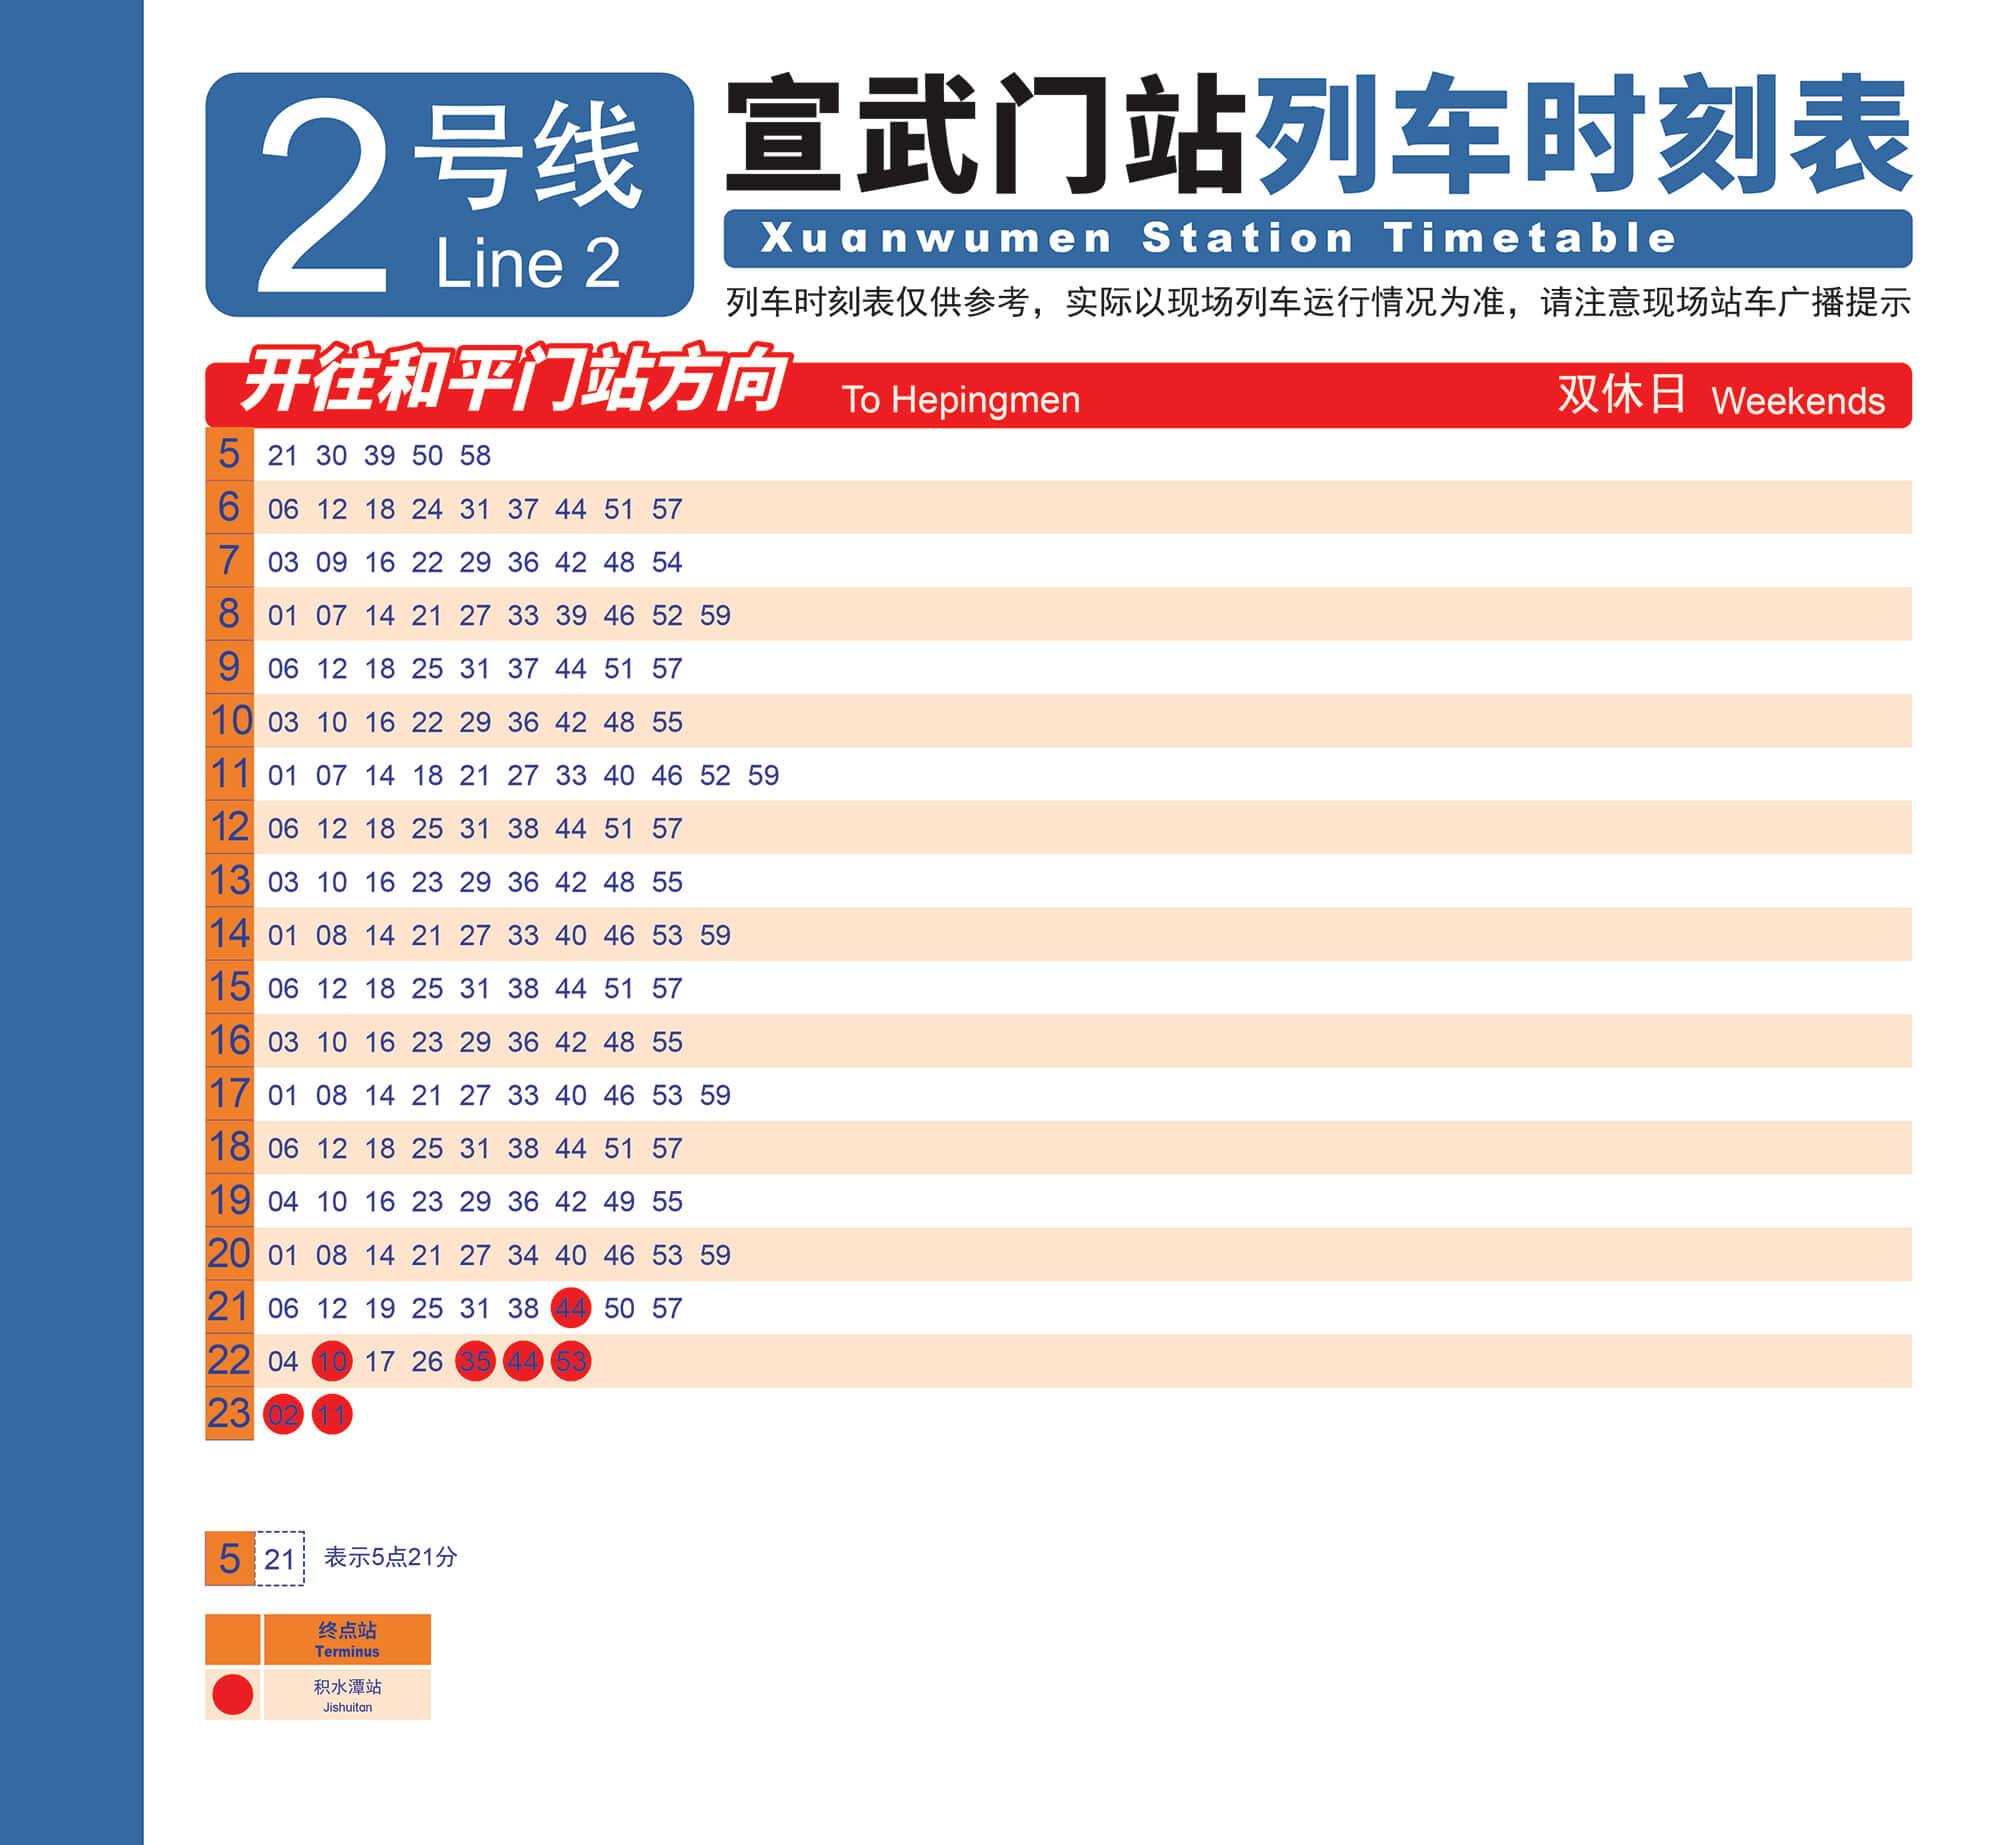 2号线
Line 2
宣武门站列车时刻表
Xuanwumen Station Timetable
列车时刻表仅供参考，实际以现场列车运行情况为准，请注意现场站车广播提示
开往和平门站方向 To Hepingmen 双休日 Weekends
5 21 30 39 50 58
6 06 12 18 24 31 37 44 51 57
7 03 09 16 22 29 36 42 48 54
8 01 07 14 21 27 33 39 46 52 59
9 06 12 18 25 31 37 44 51 57
10 03 10 16 22 29 36 42 48 55
11 01 07 14 18 21 27 33 40 46 52 59
12 06 12 18 25 31 38 44 51 57
13 03 10 16 23 29 36 42 48 55
14 01 08 14 21 27 33 40 46 53 59
15 06 12 18 25 31 38 44 51 57
16 03 10 16 23 29 36 42 48 55
17 01 08 14 21 27 33 40 46 53 59
18 06 12 18 25 31 38 44 51 57
19 04 10 16 23 29 36 42 49 55
20 01 08 14 21 27 34 40 46 53 59
21 06 12 19 25 31 38 44 50 57
22 04 10 17 26 35 44 53
23 02 11
5 21 表示5点21分
终点站
Terminus
积水潭站
Jishuitan